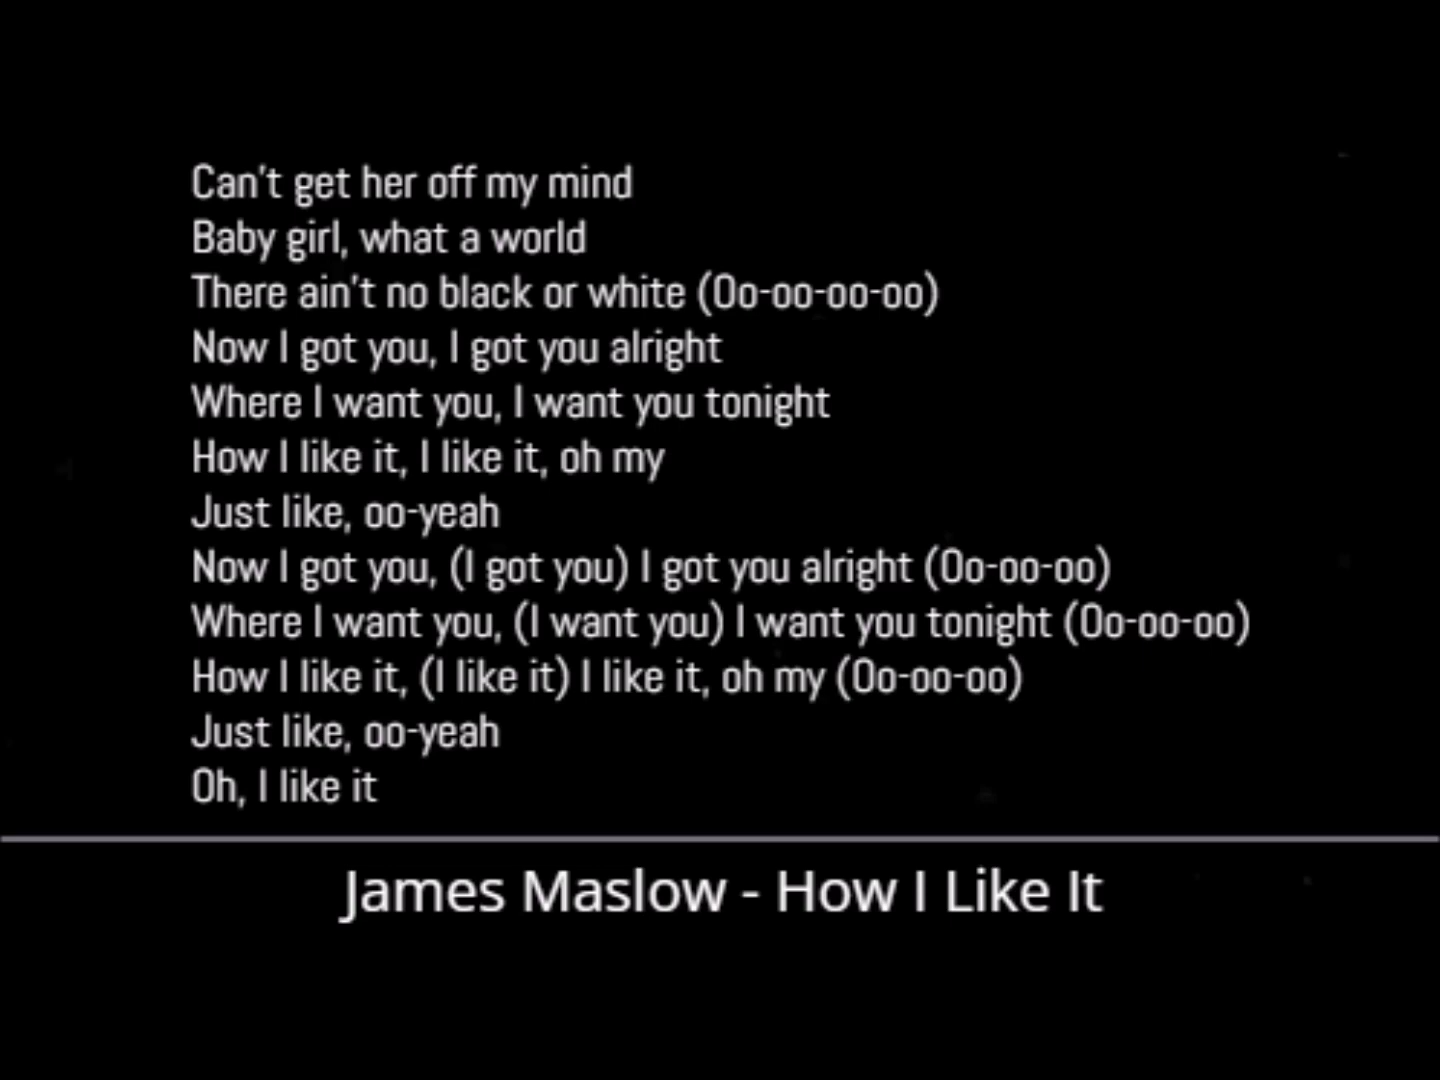 Can't get her off my mind
Baby girl, what a world
There ain't no black or white (Oo-oo-oo-oo)
Now I got you, I got you alright
Where I want you, I want you tonight
How I like it, I like it, oh my
Just like, oo-yeah
Now I got you, (I got you) I got you alright (Oo-oo-oo)
Where I want you, (I want you) I want you tonight (Oo-oo-oo)
How I like it, (I like it) I like it, oh my (Oo-oo-oo)
Just like, oo-yeah
Oh, I like it
James Maslow - How I Like It